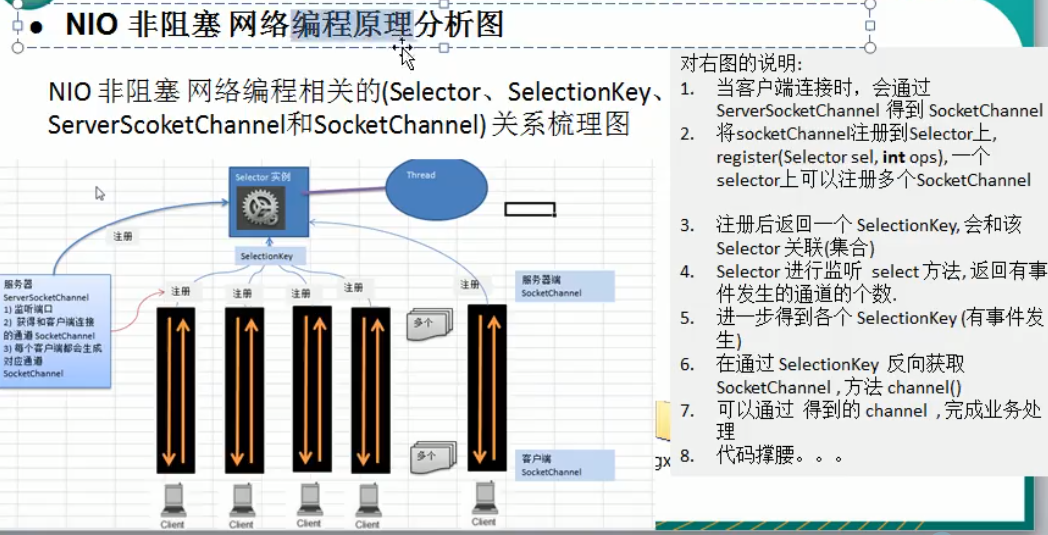 • NIO 非阻塞 网络编程原理分析图
NIO 非阻塞 网络编程相关的(Selector、SelectionKey、
ServerScoketChannel和SocketChannel) 关系梳理图
Selector 实例
Thread
注册
SelectionKey
服务器
ServerSocketChannel
1) 监听端口
2) 获得和客户端连接
的通道 SocketChannel
3) 每个客户端都会生成
对应通道
SocketChannel
注册
注册
注册
注册
注册
服务器端
SocketChannel
多个
多个
客户端
SocketChannel
Client
Client
Client
Client
Client
对右图的说明:
1. 当客户端连接时，会通过
ServerSocketChannel 得到 SocketChannel
2. 将socketChannel注册到Selector上,
register(Selector sel, int ops), 一个
selector上可以注册多个SocketChannel
3. 注册后返回一个 SelectionKey, 会和该
Selector 关联(集合)
4. Selector 进行监听 select 方法, 返回有事
件发生的通道的个数.
5. 进一步得到各个 SelectionKey (有事件发
生)
6. 在通过 SelectionKey 反向获取
SocketChannel , 方法 channel()
7. 可以通过 得到的 channel , 完成业务处
理
8. 代码撑腰。。。